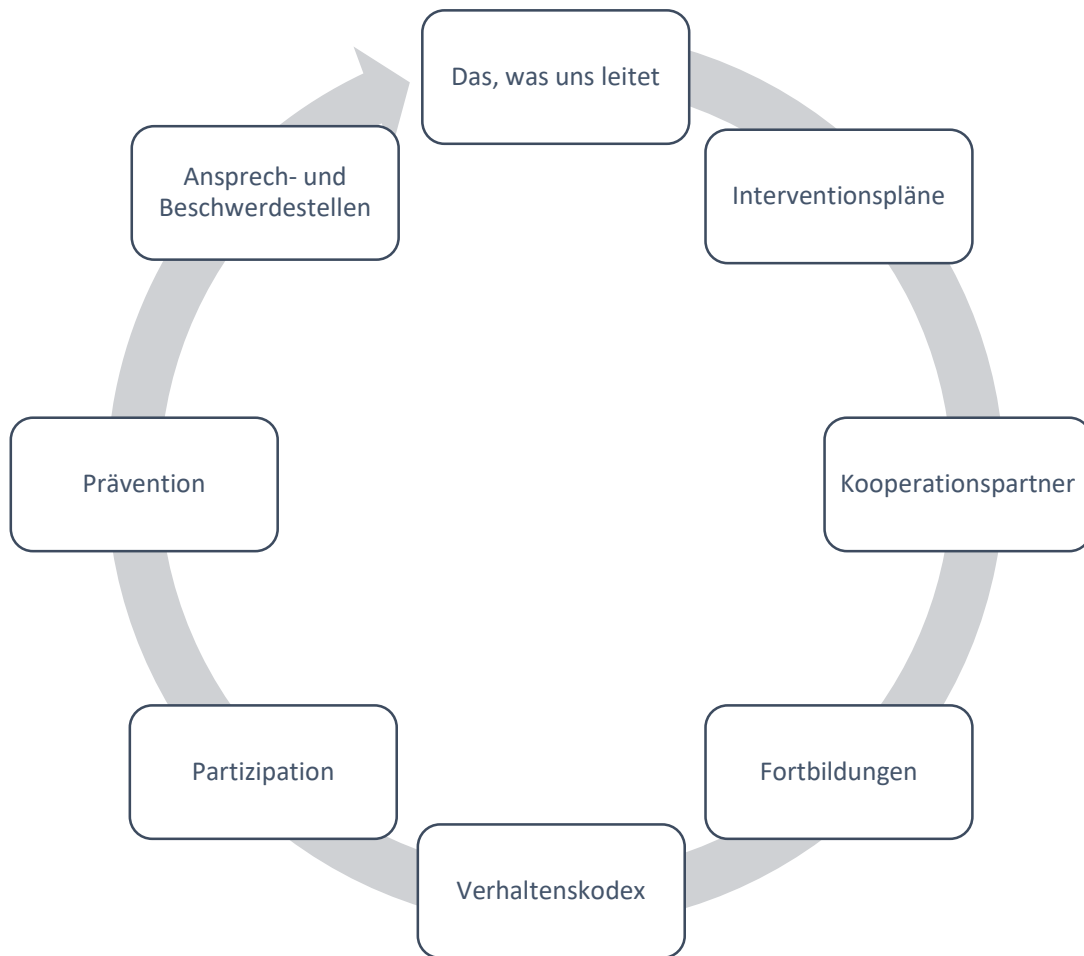 Das, was uns leitet
Interventionspläne
Kooperationspartner
Fortbildungen
Verhaltenskodex
Partizipation
Prävention
Ansprech- und
Beschwerdestellen